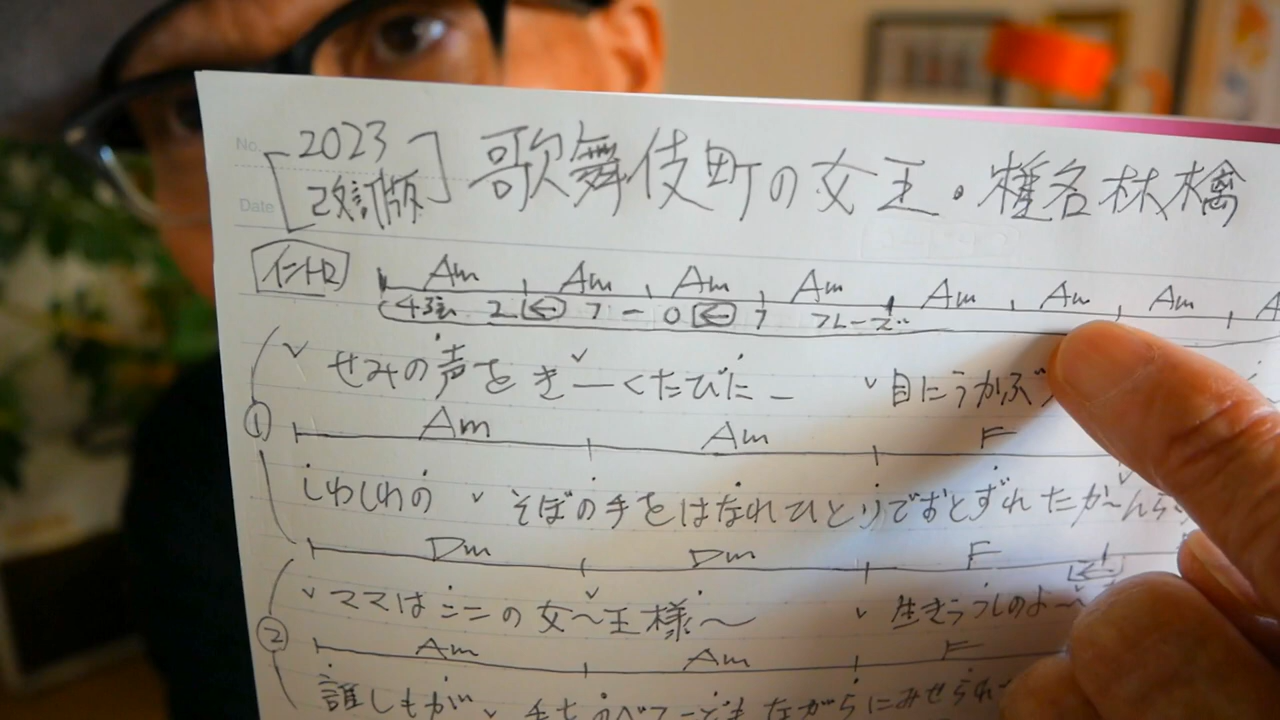 No.
Date
2023
改訂版
歌舞伎町の女王・椎名林檎
イントロ
Am Am Am Am Am Am Am A
4 3弦 2 ← 7 - 0 ← 7 フレーズ
せみの声をきーくたびにー 目にうかぶ
① Am Am F
しわしわの そばの手をはなれひとりでおとずれたか〜んら
Dm Dm F ←
ママはここの女〜王様〜 生きうつしのよ〜
② Am Am F
誰しもが 手をのべてーこどもながらにみせられ